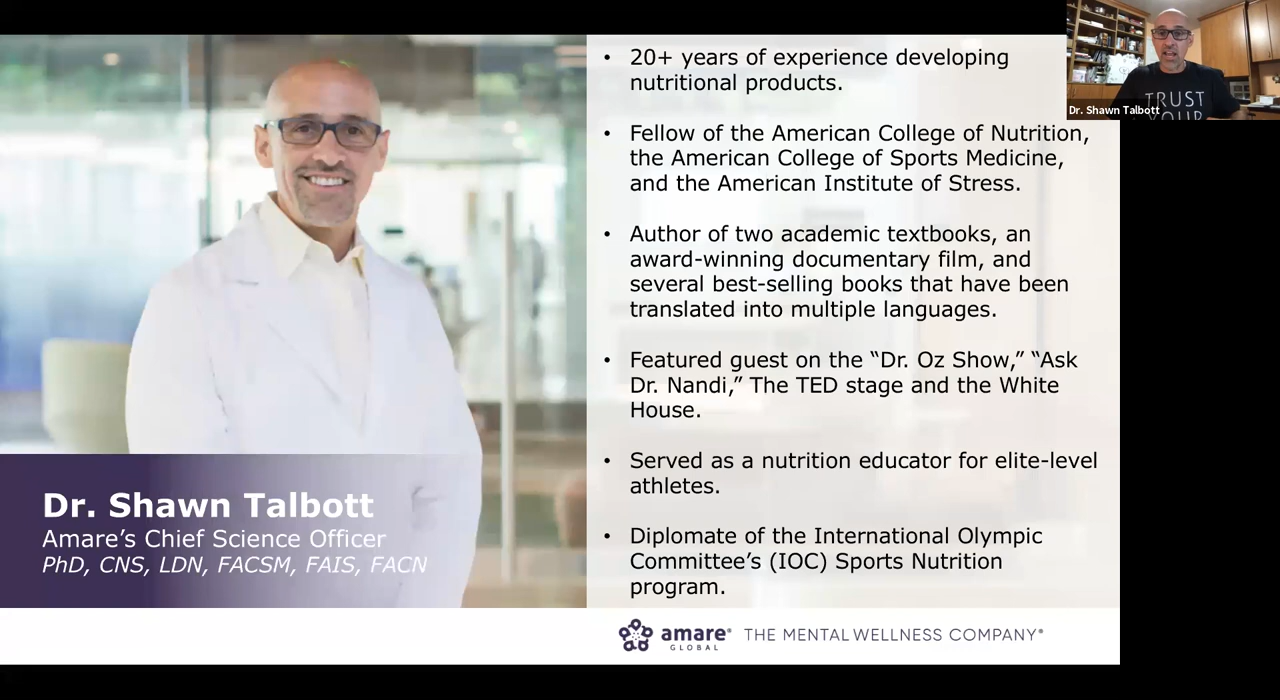 Dr. Shawn Talbott
Amare’s Chief Science Officer
PhD, CNS, LDN, FACSM, FAIS, FACN
• 20+ years of experience developing
nutritional products.
• Fellow of the American College of Nutrition,
the American College of Sports Medicine,
and the American Institute of Stress.
• Author of two academic textbooks, an
award-winning documentary film, and
several best-selling books that have been
translated into multiple languages.
• Featured guest on the “Dr. Oz Show,” “Ask
Dr. Nandi,” The TED stage and the White
House.
• Served as a nutrition educator for elite-level
athletes.
• Diplomate of the International Olympic
Committee’s (IOC) Sports Nutrition
program.
amare®
GLOBAL
THE MENTAL WELLNESS COMPANY®
TRUST
YOUR
Dr. Shawn Talbott